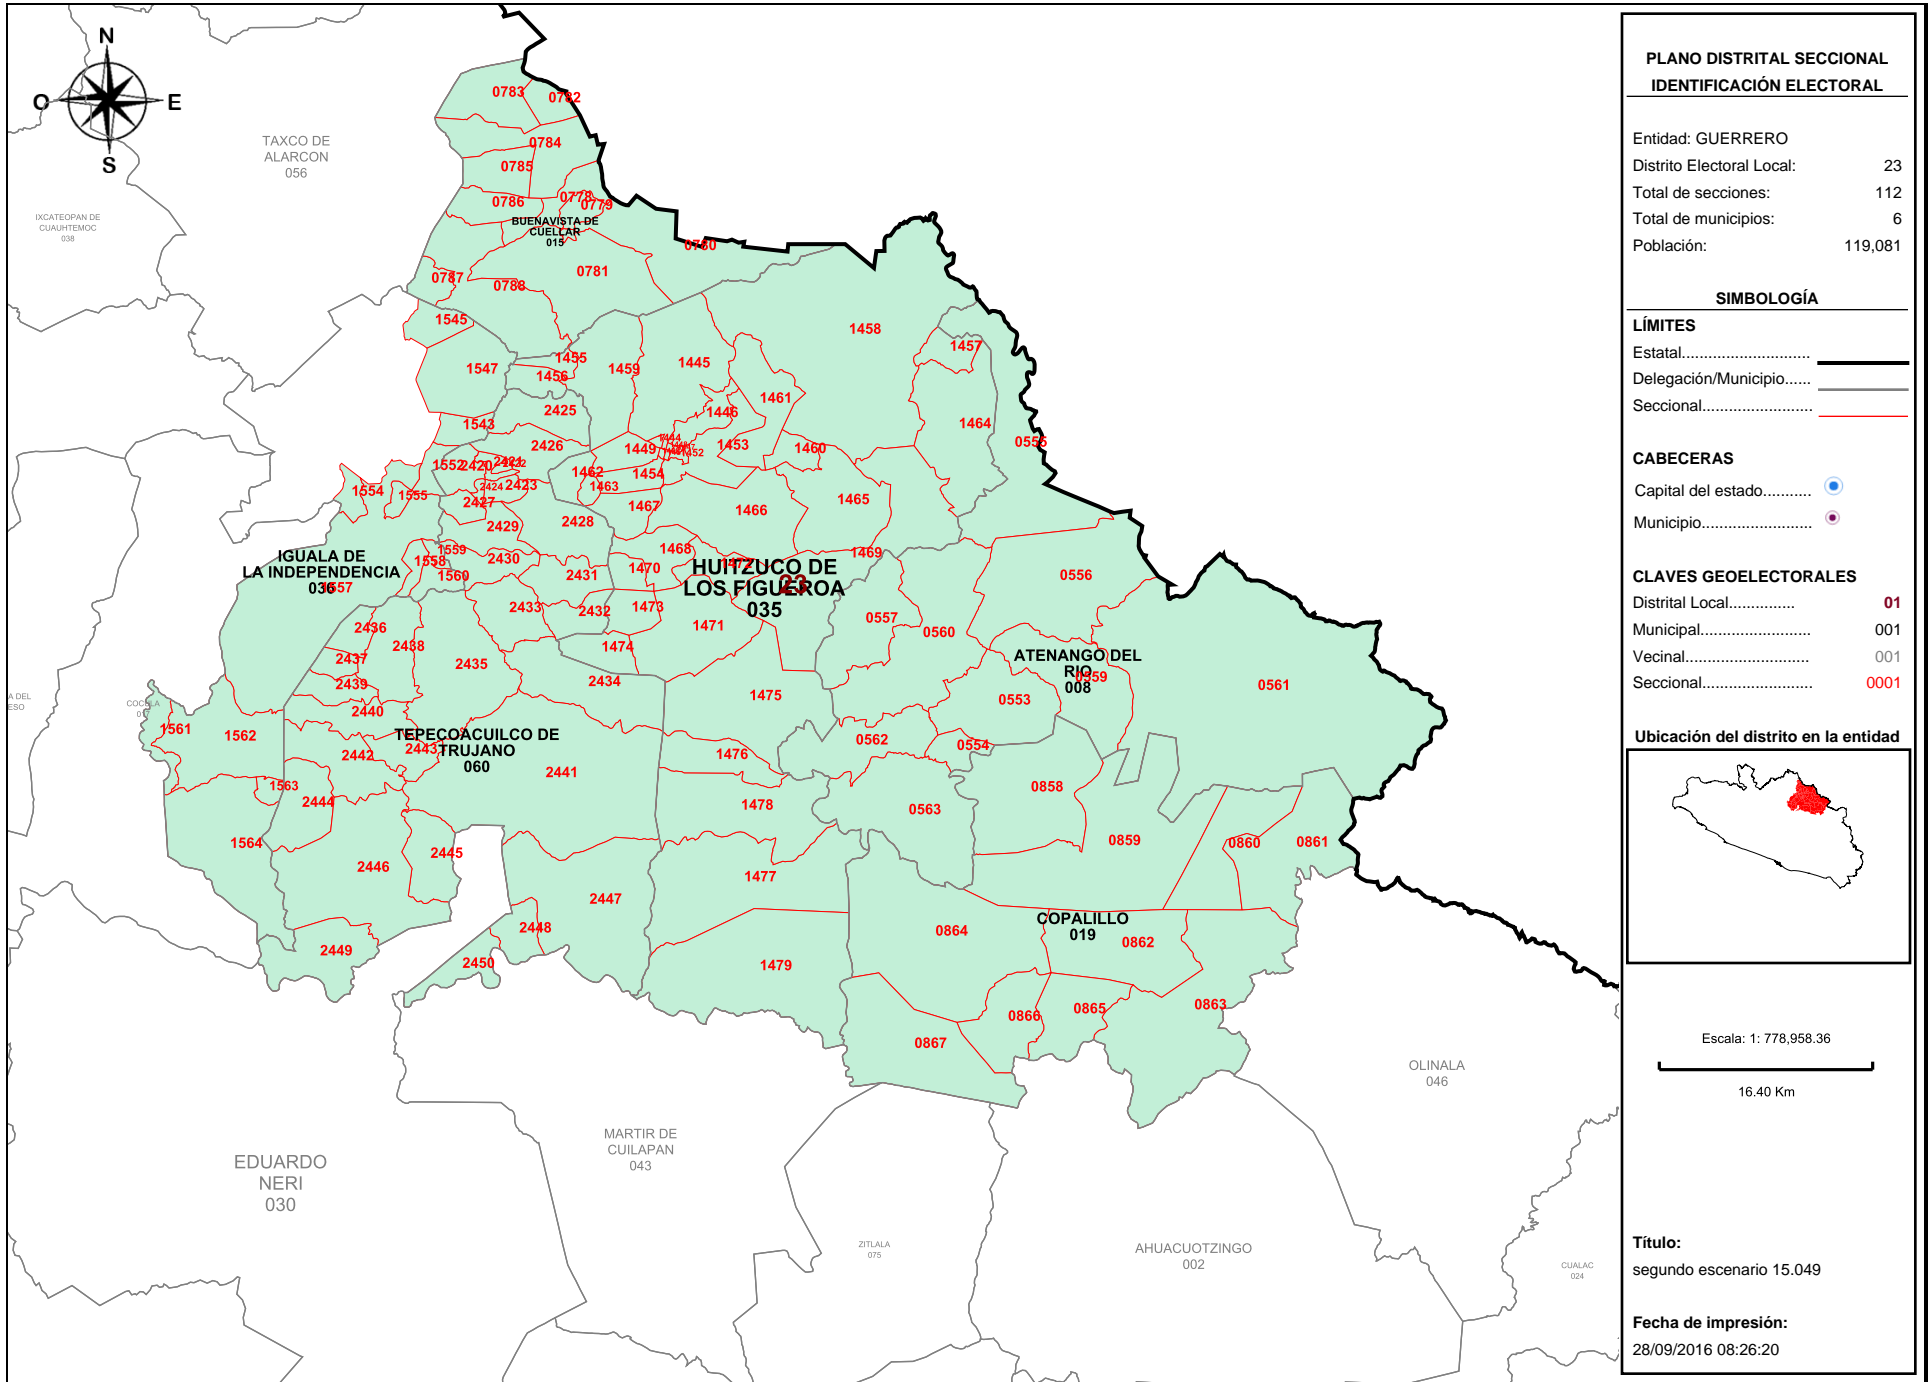 N
O
E
S
TAXCO DE
ALARCON
056
IXCATEOPAN DE
CUAUHTEMOC
038
0783
0782
0784
0785
0786
0778
0779
BUENAVISTA DE
CUELLAR
015
0780
0781
0787
0788
1545
1547
1543
1455
1456
1459
1445
1458
1457
1461
1446
1464
0555
2425
2426
1444
1449
1452
1453
1460
1552
2420
2421
2424
2423
1462
1463
1454
1554
1555
2427
2429
2428
1467
1466
1465
IGUALA DE
LA INDEPENDENCIA
036
1557
1558
1559
1560
2430
2431
1468
1470
1472
1469
HUITZUCO DE
LOS FIGUEROA
035
23
0556
2433
2432
1473
1471
1474
0557
0560
2436
2437
2438
2439
2435
2434
2440
ATENANGO DEL
RIO
008
0559
0553
0561
1475
COCULA
1561
1562
TEPECOACUILCO DE
TRUJANO
060
2442
2443
2441
1476
0562
0554
1563
2444
1478
0563
0858
1564
2446
2445
1477
0859
0860
0861
2447
2448
2449
2450
1479
0864
COPALILLO
019
0862
0863
0866
0865
0867
EDUARDO
NERI
030
MARTIR DE
CUILAPAN
043
ZITLALA
075
AHUACUOTZINGO
002
OLINALA
046
CUALAC
024
PLANO DISTRITAL SECCIONAL
IDENTIFICACIÓN ELECTORAL
Entidad: GUERRERO
Distrito Electoral Local: 23
Total de secciones: 112
Total de municipios: 6
Población: 119,081
SIMBOLOGÍA
LÍMITES
Estatal............................
Delegación/Municipio......
Seccional.........................
CABECERAS
Capital del estado...........
Municipio........................
CLAVES GEOELECTORALES
Distrital Local............... 01
Municipal........................ 001
Vecinal............................ 001
Seccional........................ 0001
Ubicación del distrito en la entidad
Escala: 1: 778,958.36
16.40 Km
Título:
segundo escenario 15.049
Fecha de impresión:
28/09/2016 08:26:20